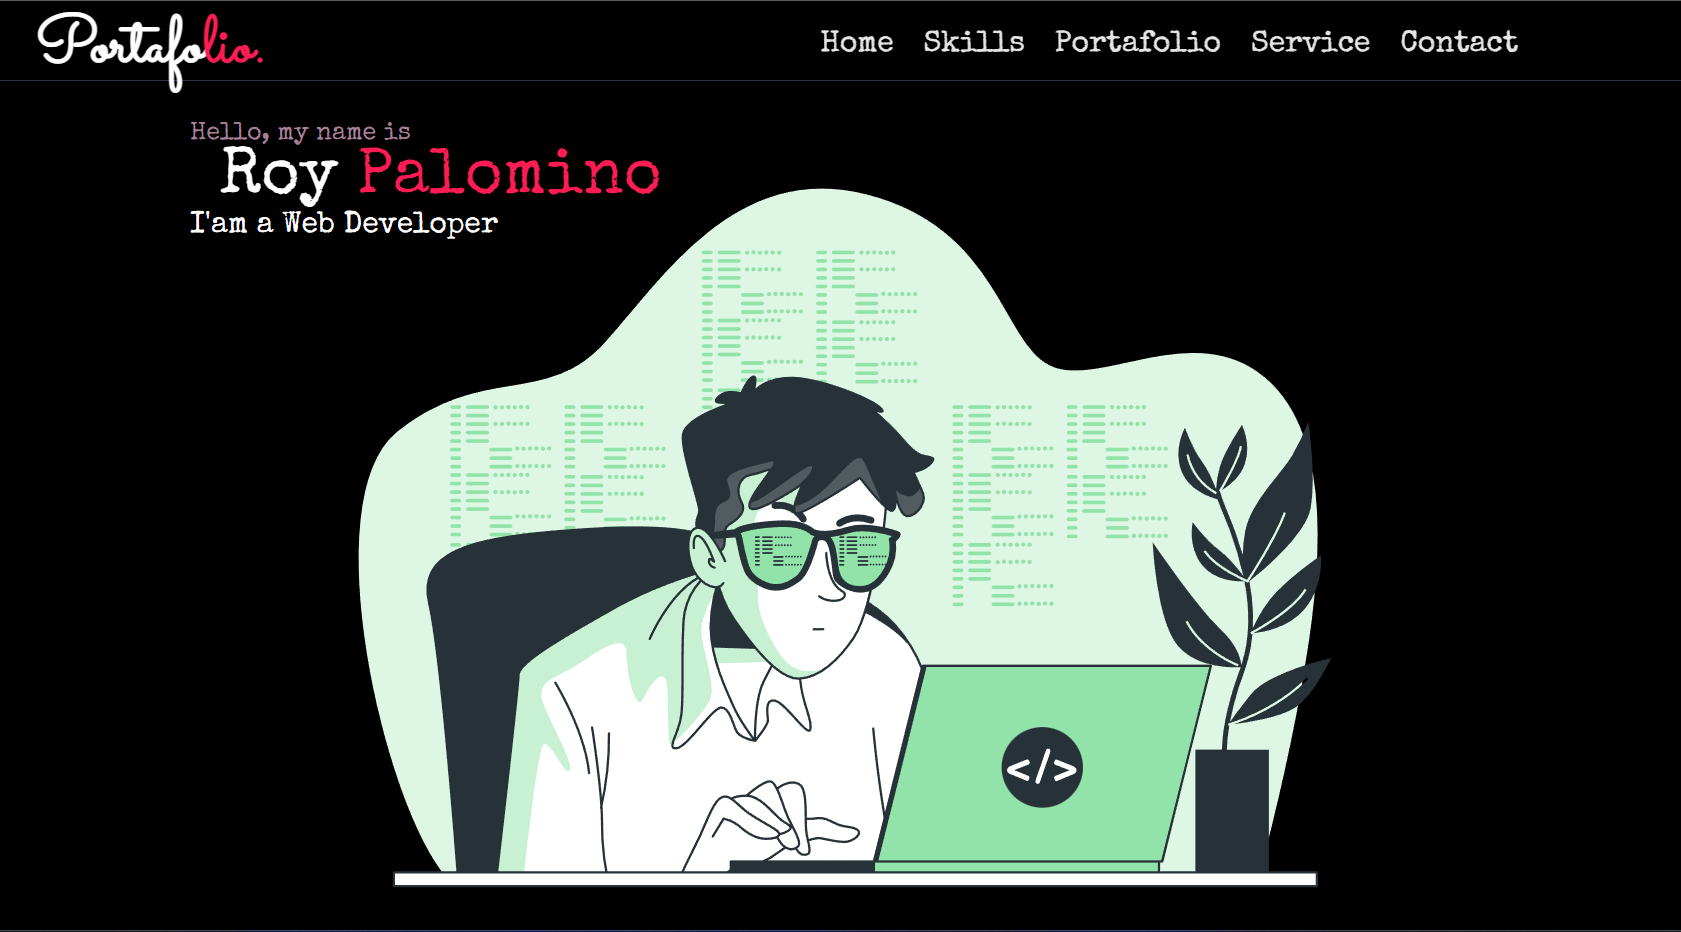 Portafolio.
Home Skills Portafolio Service Contact
Hello, my name is
Roy Palomino
I'am a Web Developer
</>